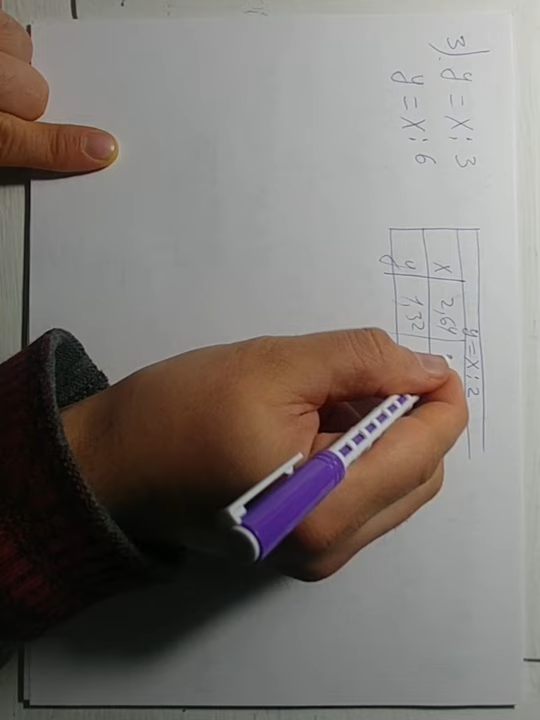 3). y = x : 3
y = x : 6
y = x : 2
x 2,64
y 1,32